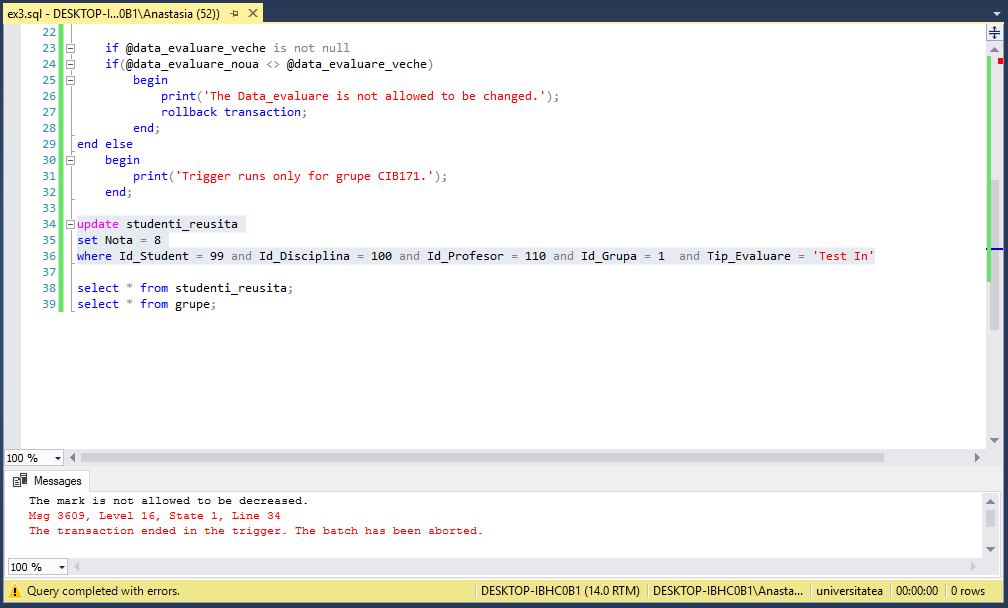 ex3.sql - DESKTOP-I...0B1\Anastasia (52))
22
23 if @data_evaluare_veche is not null
24 if(@data_evaluare_noua <> @data_evaluare_veche)
25 begin
26 print('The Data_evaluare is not allowed to be changed.');
27 rollback transaction;
28 end;
29 end else
30 begin
31 print('Trigger runs only for grupe CIB171.');
32 end;
33
34 update studenti_reusita
35 set Nota = 8
36 where Id_Student = 99 and Id_Disciplina = 100 and Id_Profesor = 110 and Id_Grupa = 1 and Tip_Evaluare = 'Test In'
37
38 select * from studenti_reusita;
39 select * from grupe;
100 %
Messages
The mark is not allowed to be decreased.
Msg 3609, Level 16, State 1, Line 34
The transaction ended in the trigger. The batch has been aborted.
100 %
Query completed with errors. DESKTOP-IBHC0B1 (14.0 RTM) DESKTOP-IBHC0B1\Anasta... universitatea 00:00:00 0 rows